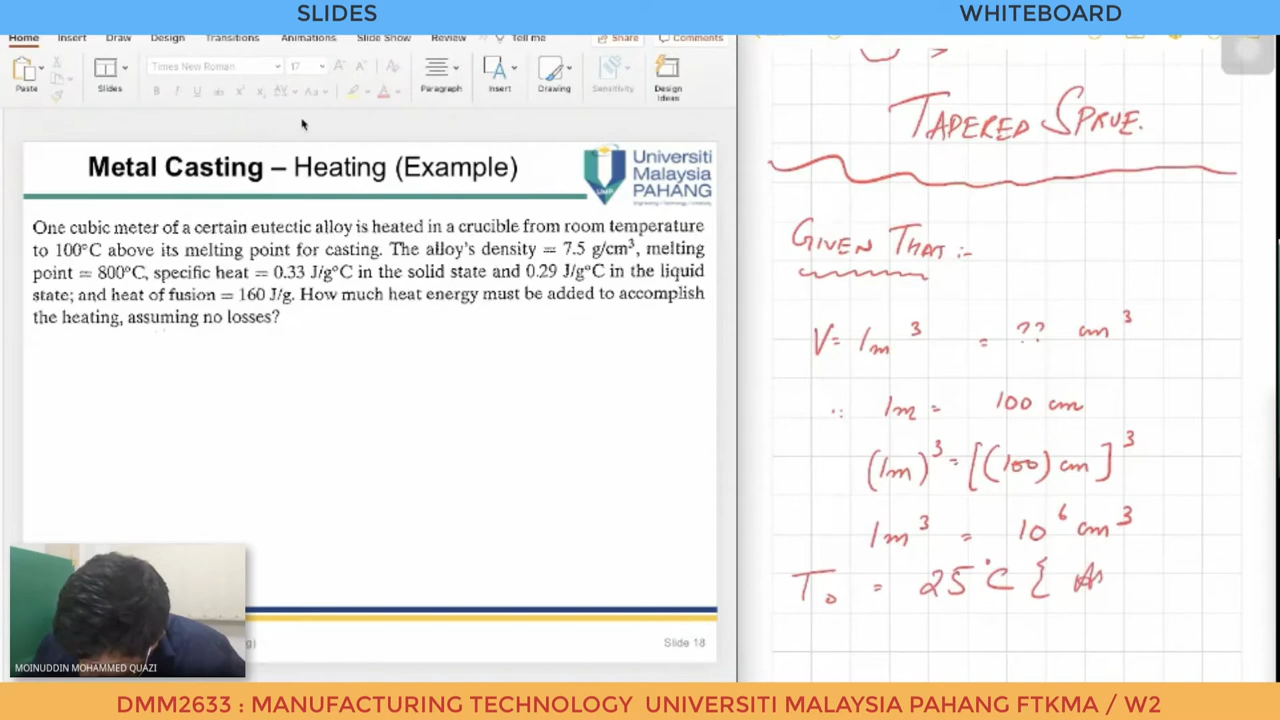 SLIDES
WHITEBOARD
Home Insert Draw Design Transitions Animations Slide Show Review Tell me Share Comments
Times New Roman 17
Paste Slides Paragraph Insert Drawing Sensitivity Design Ideas
Metal Casting – Heating (Example)
Universiti
Malaysia
PAHANG
One cubic meter of a certain eutectic alloy is heated in a crucible from room temperature
to 100°C above its melting point for casting. The alloy's density = 7.5 g/cm³, melting
point = 800°C, specific heat = 0.33 J/g°C in the solid state and 0.29 J/g°C in the liquid
state; and heat of fusion = 160 J/g. How much heat energy must be added to accomplish
the heating, assuming no losses?
Slide 18
MOINUDDIN MOHAMMED QUAZI
TAPERED SPRUE.
GIVEN THAT :-
V = 1m³ = ?? cm³
∴ 1m = 100 cm
(1m)³ = [(100) cm]³
1m³ = 10⁶ cm³
T₀ = 25°C { As
DMM2633 : MANUFACTURING TECHNOLOGY UNIVERSITI MALAYSIA PAHANG FTKMA / W2